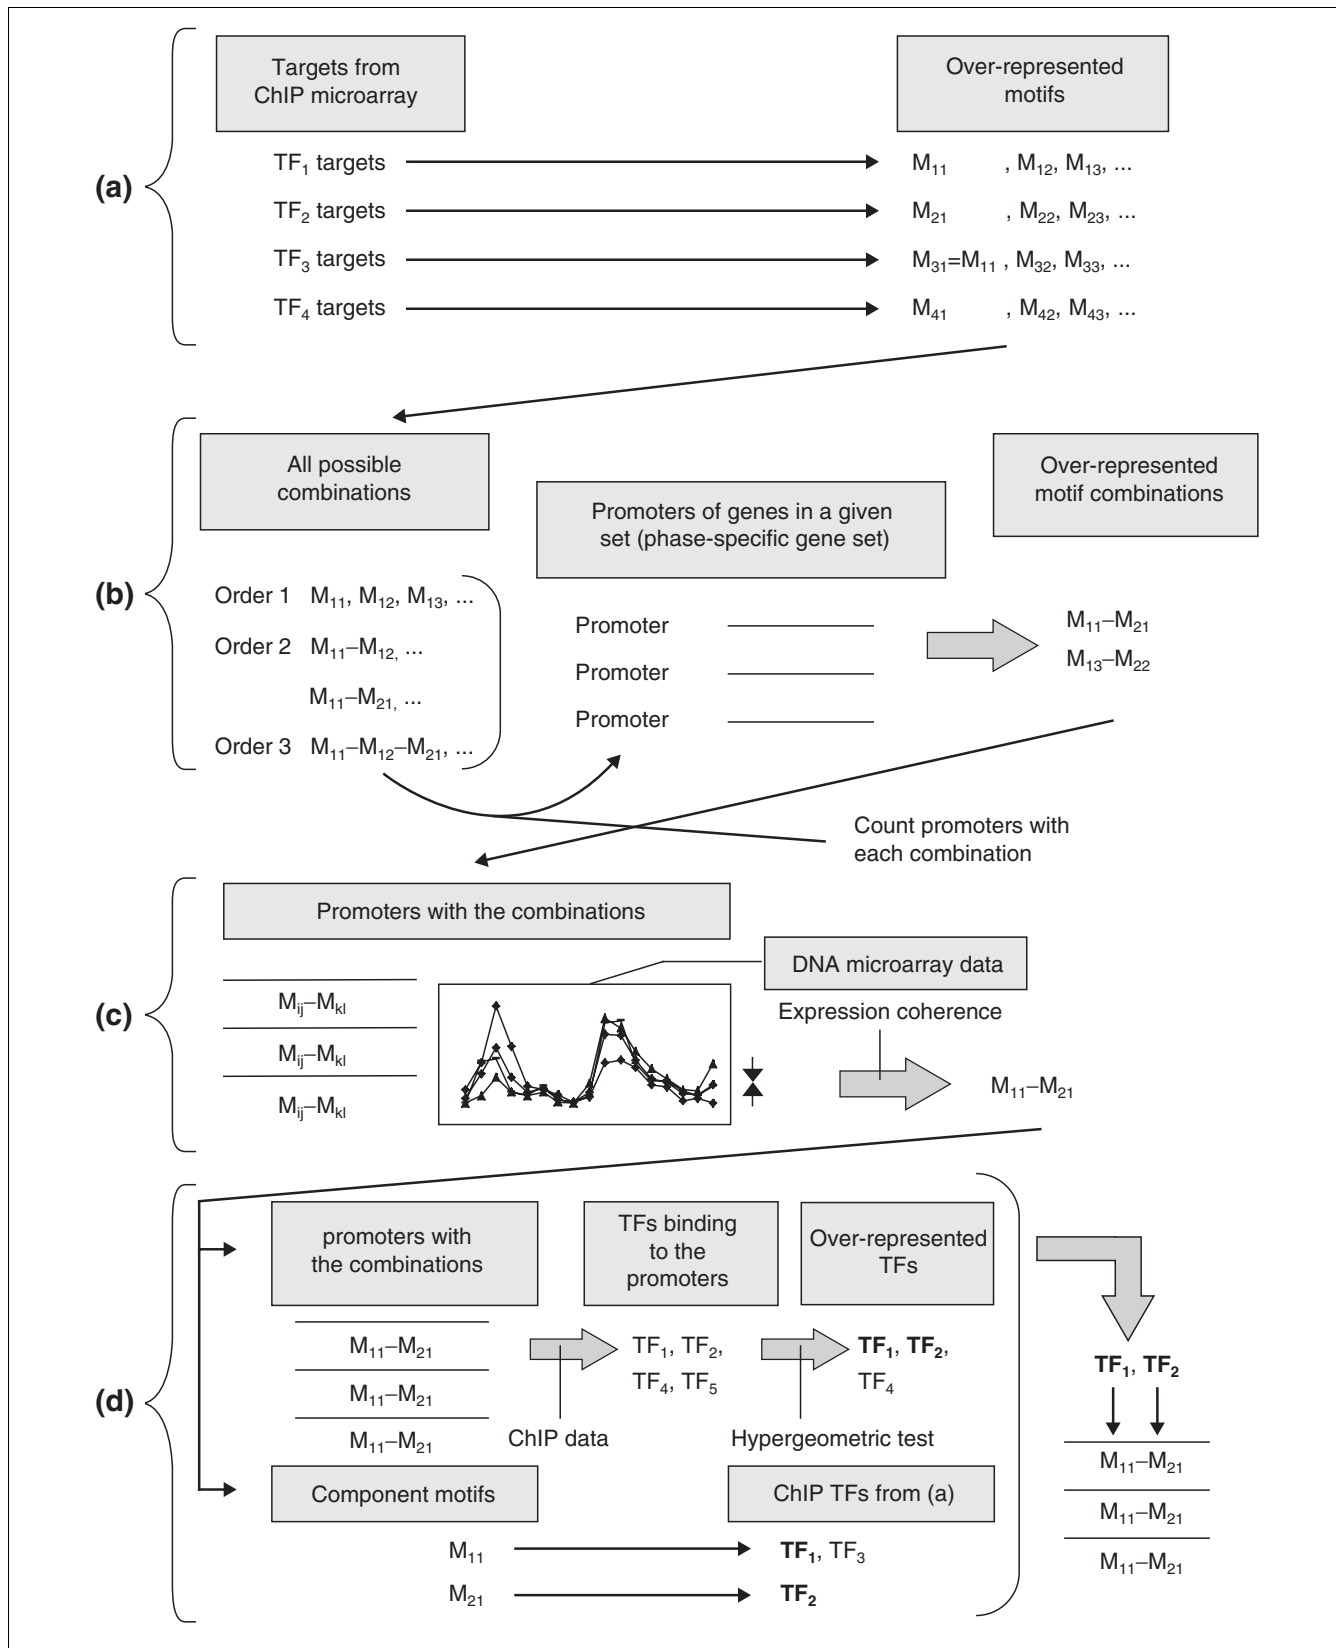 (a)
Targets from
ChIP microarray
Over-represented
motifs
TF1 targets M11 , M12, M13, ...
TF2 targets M21 , M22, M23, ...
TF3 targets M31=M11 , M32, M33, ...
TF4 targets M41 , M42, M43, ...
(b)
All possible
combinations
Order 1 M11, M12, M13, ...
Order 2 M11–M12, ...
M11–M21, ...
Order 3 M11–M12–M21, ...
Promoters of genes in a given
set (phase-specific gene set)
Promoter
Promoter
Promoter
Over-represented
motif combinations
M11–M21
M13–M22
Count promoters with
each combination
(c)
Promoters with the combinations
Mij–Mkl
Mij–Mkl
Mij–Mkl
DNA microarray data
Expression coherence
M11–M21
(d)
promoters with
the combinations
M11–M21
M11–M21
M11–M21
ChIP data
TFs binding
to the
promoters
TF1, TF2,
TF4, TF5
Hypergeometric test
Over-represented
TFs
TF1, TF2,
TF4
Component motifs
ChIP TFs from (a)
M11 TF1, TF3
M21 TF2
TF1, TF2
M11–M21
M11–M21
M11–M21